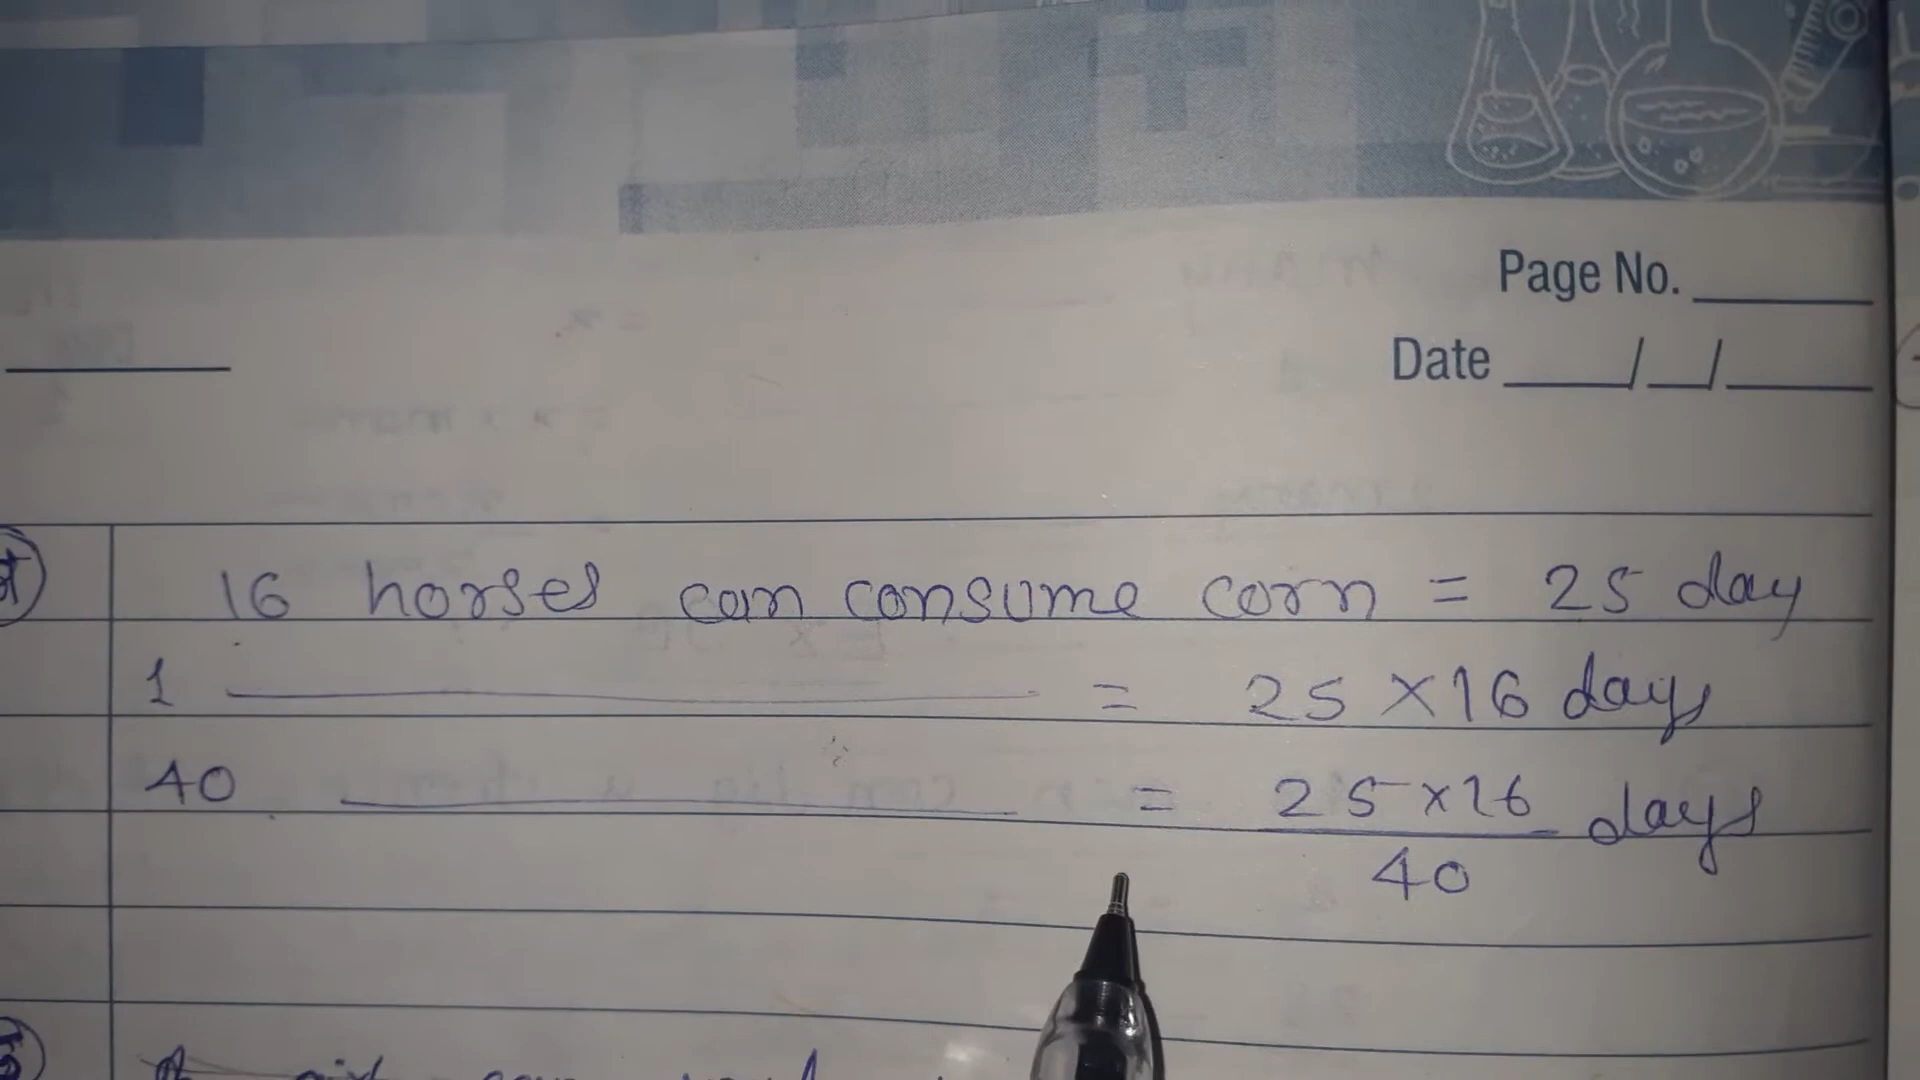 Page No.
Date / /
16 horses can consume corn = 25 day
1 = 25 × 16 days
40 = 25 × 16 / 40 days